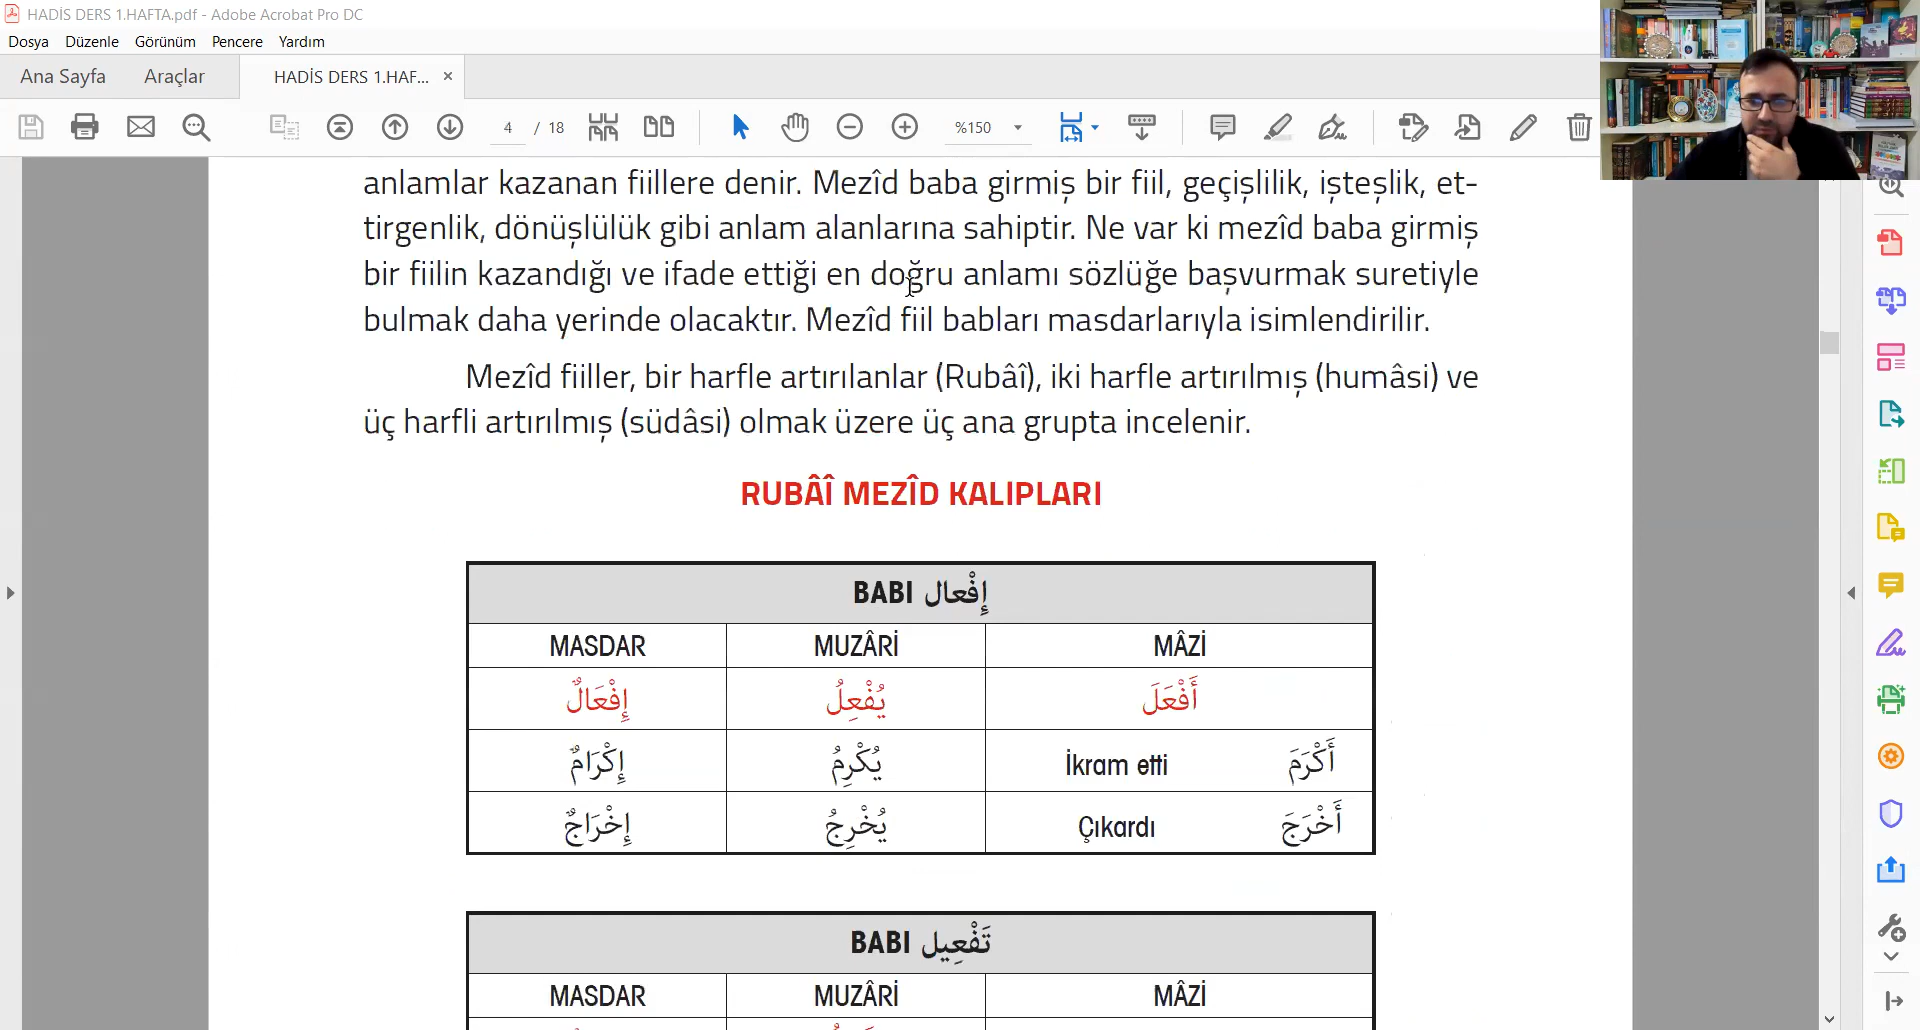 HADİS DERS 1.HAFTA.pdf - Adobe Acrobat Pro DC
Dosya Düzenle Görünüm Pencere Yardım
Ana Sayfa Araçlar HADİS DERS 1.HAF... ×
4 / 18 %150
anlamlar kazanan fiillere denir. Mezîd baba girmiş bir fiil, geçişlilik, işteşlik, et-
tirgenlik, dönüşlülük gibi anlam alanlarına sahiptir. Ne var ki mezîd baba girmiş
bir fiilin kazandığı ve ifade ettiği en doğru anlamı sözlüğe başvurmak suretiyle
bulmak daha yerinde olacaktır. Mezîd fiil babları masdarlarıyla isimlendirilir.
Mezîd fiiller, bir harfle artırılanlar (Rubâî), iki harfle artırılmış (humâsi) ve
üç harfli artırılmış (südâsi) olmak üzere üç ana grupta incelenir.
RUBÂÎ MEZÎD KALIPLARI
BABI إِفْعال
MASDAR MUZÂRİ MÂZİ
إِفْعَالٌ يُفْعِلُ أَفْعَلَ
إِكْرَامٌ يُكْرِمُ İkram etti أَكْرَمَ
إِخْرَاجٌ يُخْرِجُ Çıkardı أَخْرَجَ
BABI تَفْعِيل
MASDAR MUZÂRİ MÂZİ